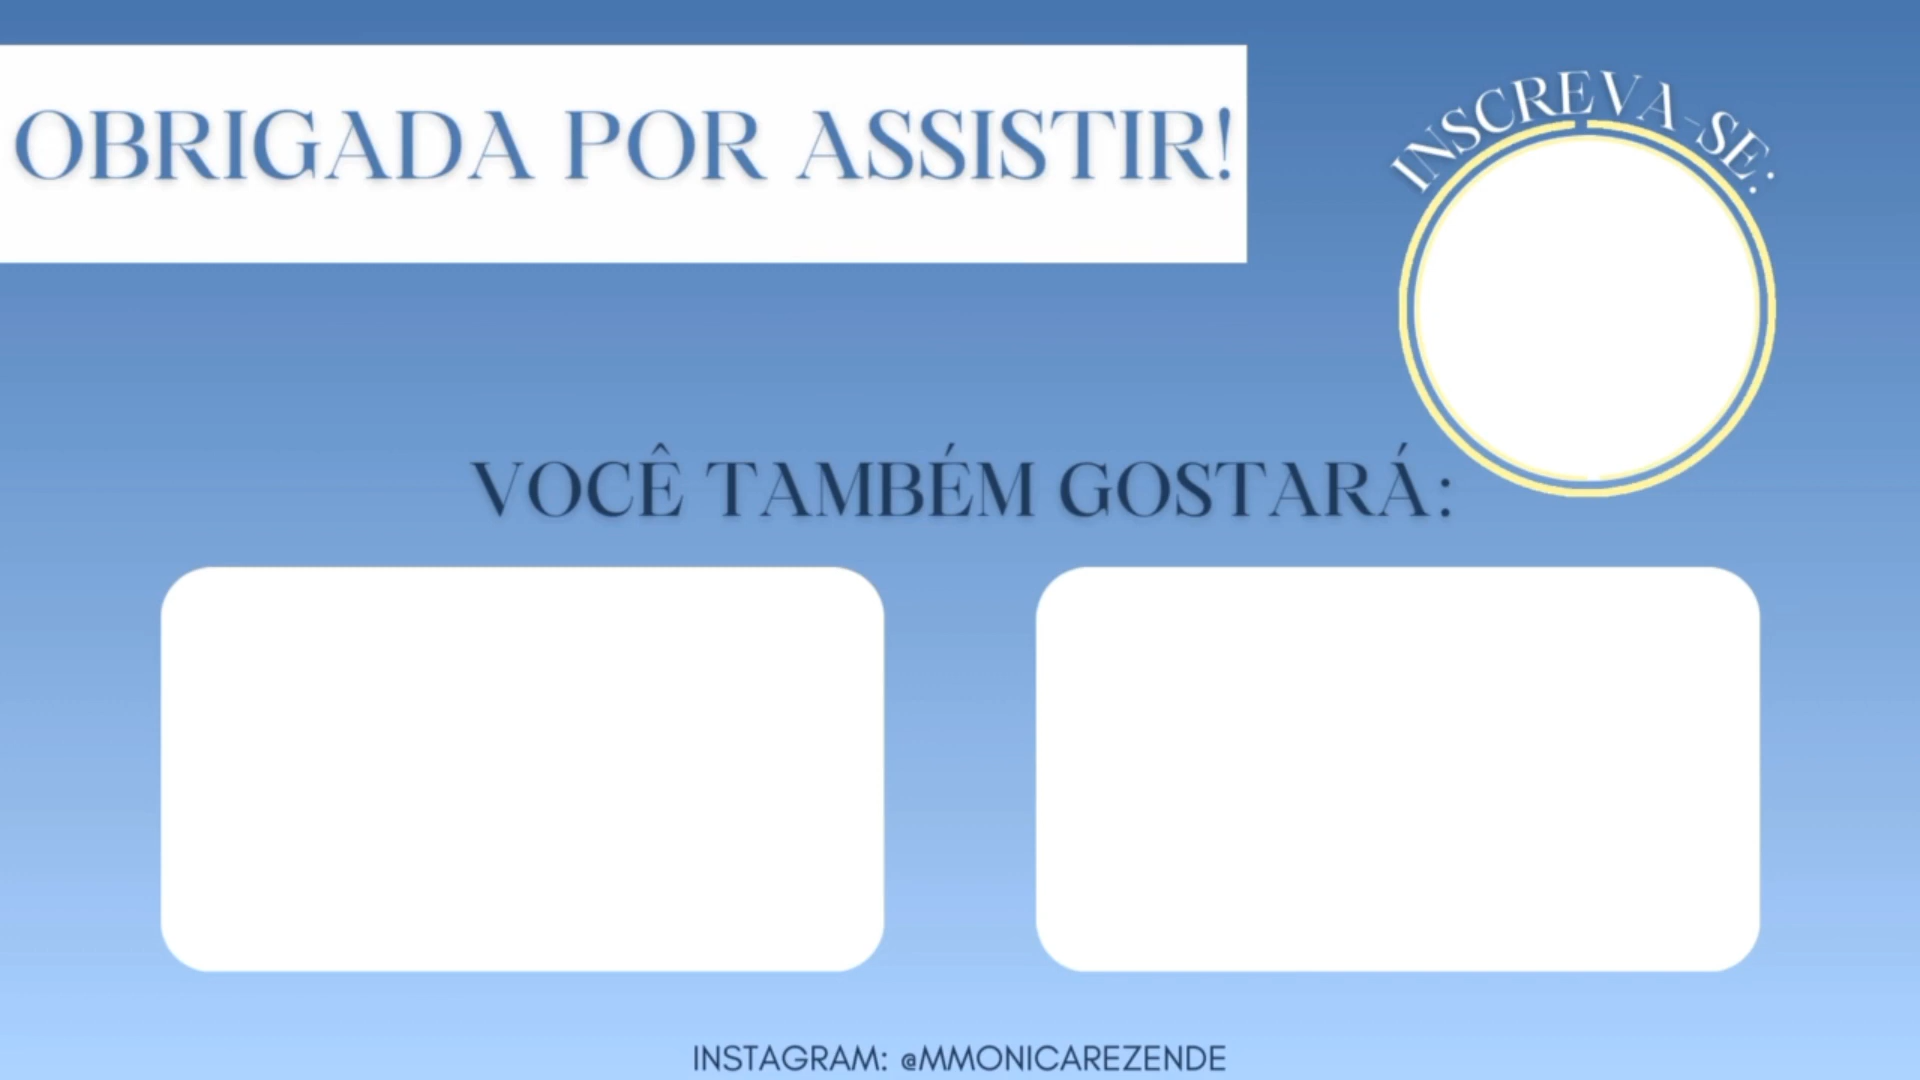 OBRIGADA POR ASSISTIR!
INSCREVA-SE:
VOCÊ TAMBÉM GOSTARÁ:
INSTAGRAM: @MMONICAREZENDE